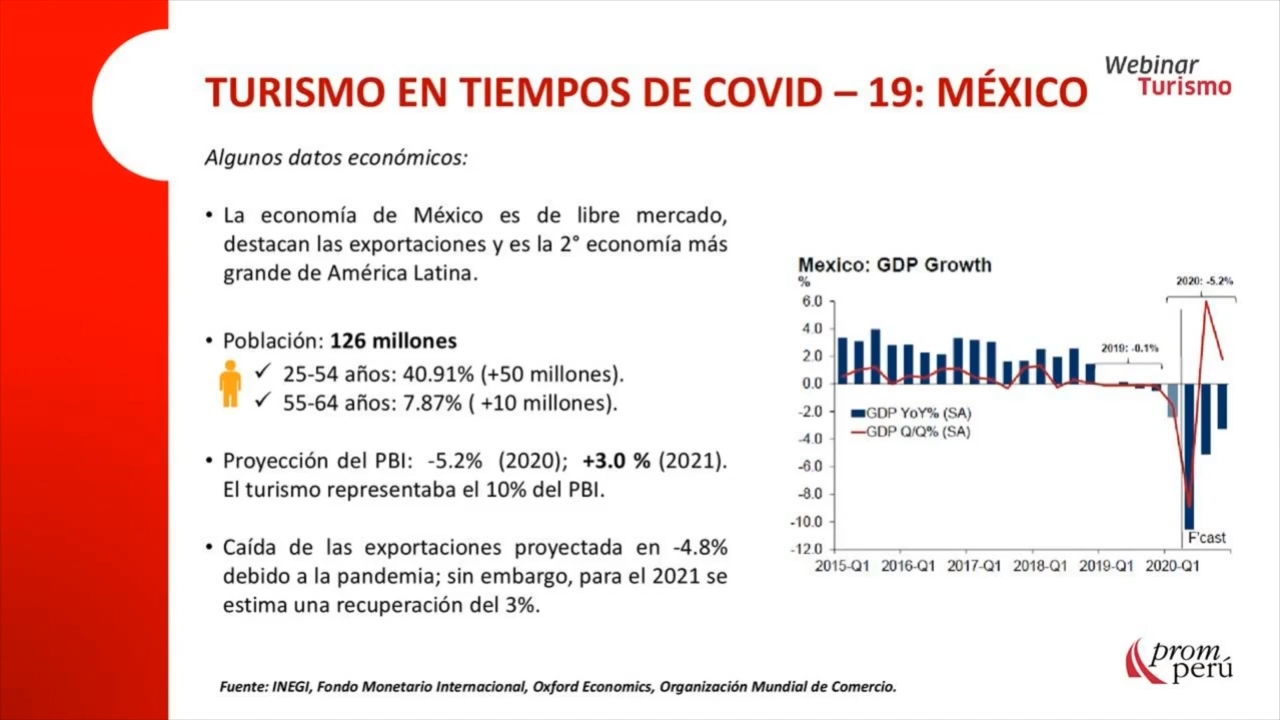 TURISMO EN TIEMPOS DE COVID – 19: MÉXICO
Webinar
Turismo
Algunos datos económicos:
• La economía de México es de libre mercado,
destacan las exportaciones y es la 2° economía más
grande de América Latina.
• Población: 126 millones
✓ 25-54 años: 40.91% (+50 millones).
✓ 55-64 años: 7.87% ( +10 millones).
• Proyección del PBI: -5.2% (2020); +3.0 % (2021).
El turismo representaba el 10% del PBI.
• Caída de las exportaciones proyectada en -4.8%
debido a la pandemia; sin embargo, para el 2021 se
estima una recuperación del 3%.
Mexico: GDP Growth
%
2020: -5.2%
6.0
4.0
2019: -0.1%
2.0
0.0
-2.0
GDP YoY% (SA)
-4.0
GDP Q/Q% (SA)
-6.0
-8.0
-10.0
F'cast
-12.0
2015-Q1 2016-Q1 2017-Q1 2018-Q1 2019-Q1 2020-Q1
prom
perú
Fuente: INEGI, Fondo Monetario Internacional, Oxford Economics, Organización Mundial de Comercio.